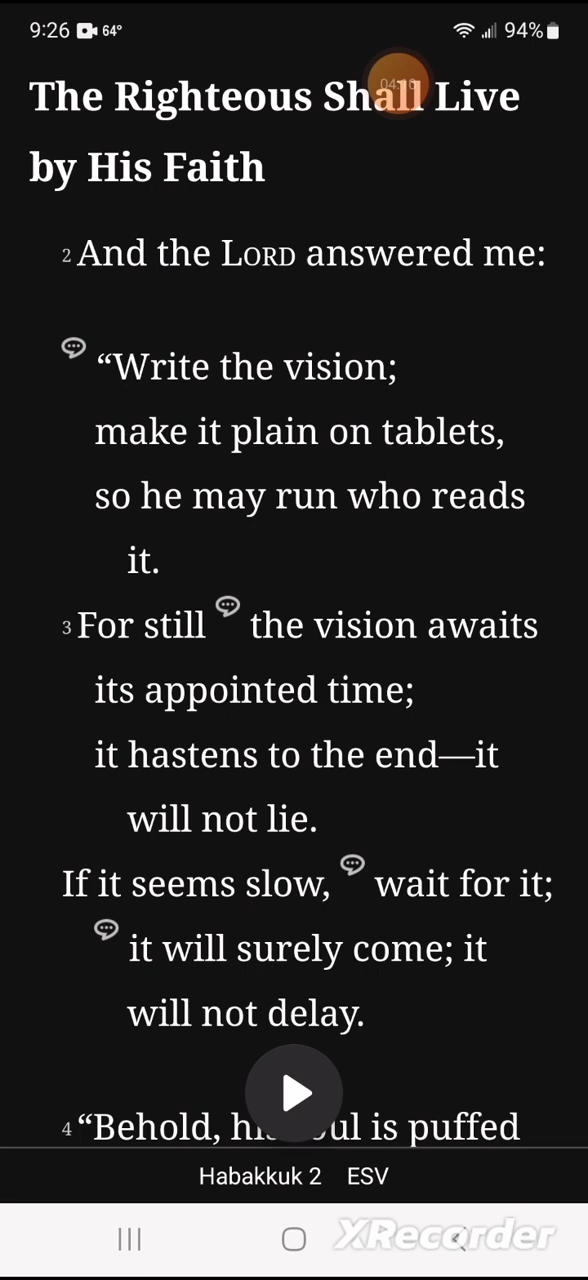 9:26 64° 94%
The Righteous Shall Live
by His Faith
2 And the LORD answered me:
“Write the vision;
make it plain on tablets,
so he may run who reads
it.
3 For still the vision awaits
its appointed time;
it hastens to the end—it
will not lie.
If it seems slow, wait for it;
it will surely come; it
will not delay.
4 “Behold, his soul is puffed
Habakkuk 2 ESV
XRecorder